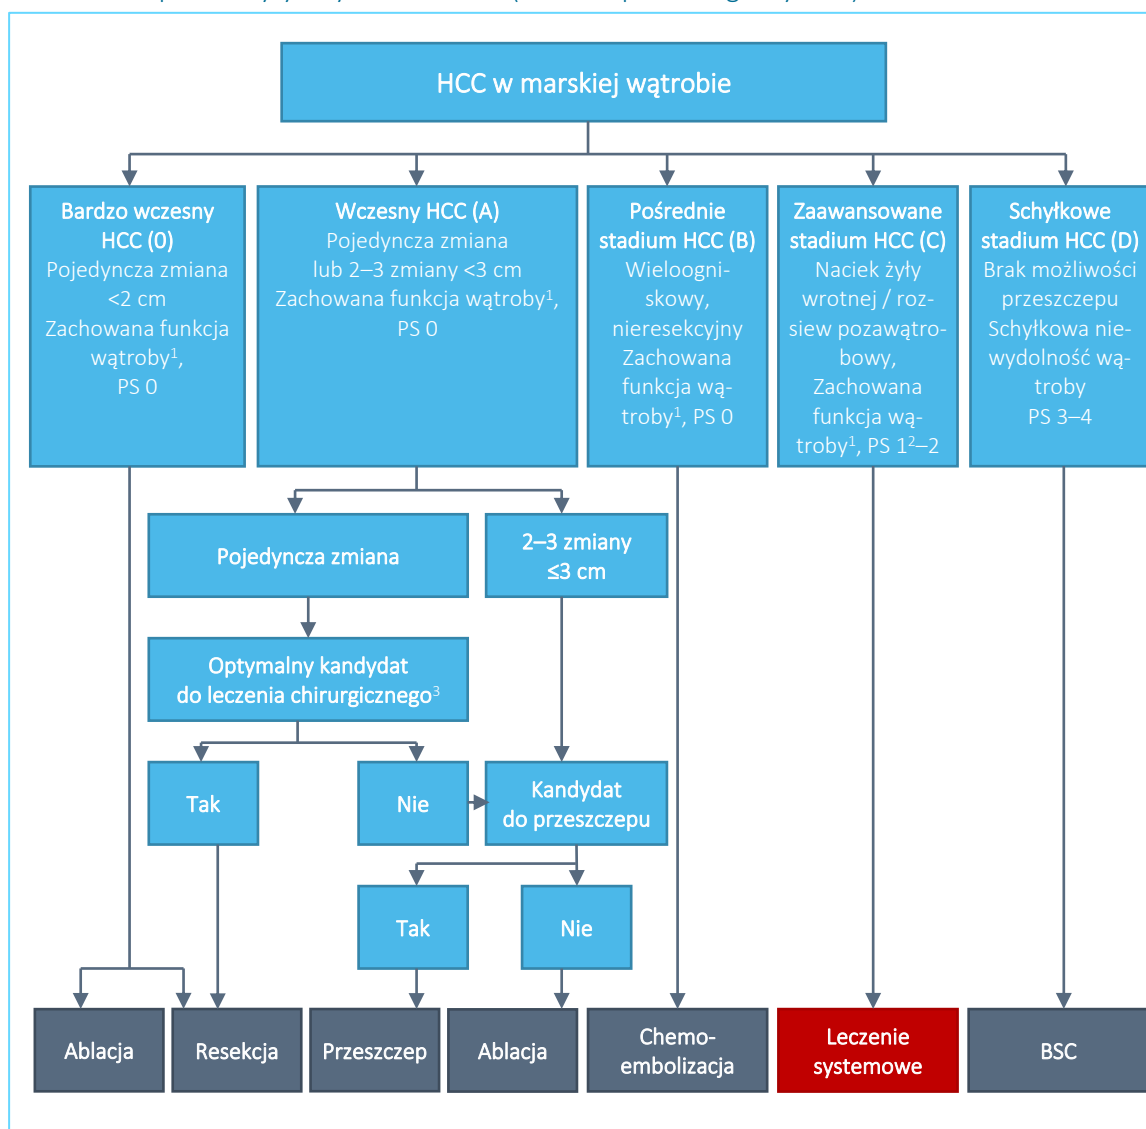 HCC w marskiej wątrobie
Bardzo wczesny
HCC (0)
Pojedyncza zmiana
<2 cm
Zachowana funkcja
wątroby¹,
PS 0
Wczesny HCC (A)
Pojedyncza zmiana
lub 2–3 zmiany <3 cm
Zachowana funkcja wątroby¹,
PS 0
Pośrednie
stadium HCC (B)
Wieloogni-
skowy,
nieresekcyjny
Zachowana
funkcja wą-
troby¹, PS 0
Zaawansowane
stadium HCC (C)
Naciek żyły
wrotnej / roz-
siew pozawątro-
bowy,
Zachowana
funkcja wą-
troby¹, PS 1²–2
Schyłkowe
stadium HCC (D)
Brak możliwości
przeszczepu
Schyłkowa nie-
wydolność wą-
troby
PS 3–4
Pojedyncza zmiana
2–3 zmiany
≤3 cm
Optymalny kandydat
do leczenia chirurgicznego³
Tak
Nie
Kandydat
do przeszczepu
Tak
Nie
Ablacja
Resekcja
Przeszczep
Ablacja
Chemo-
embolizacja
Leczenie
systemowe
BSC